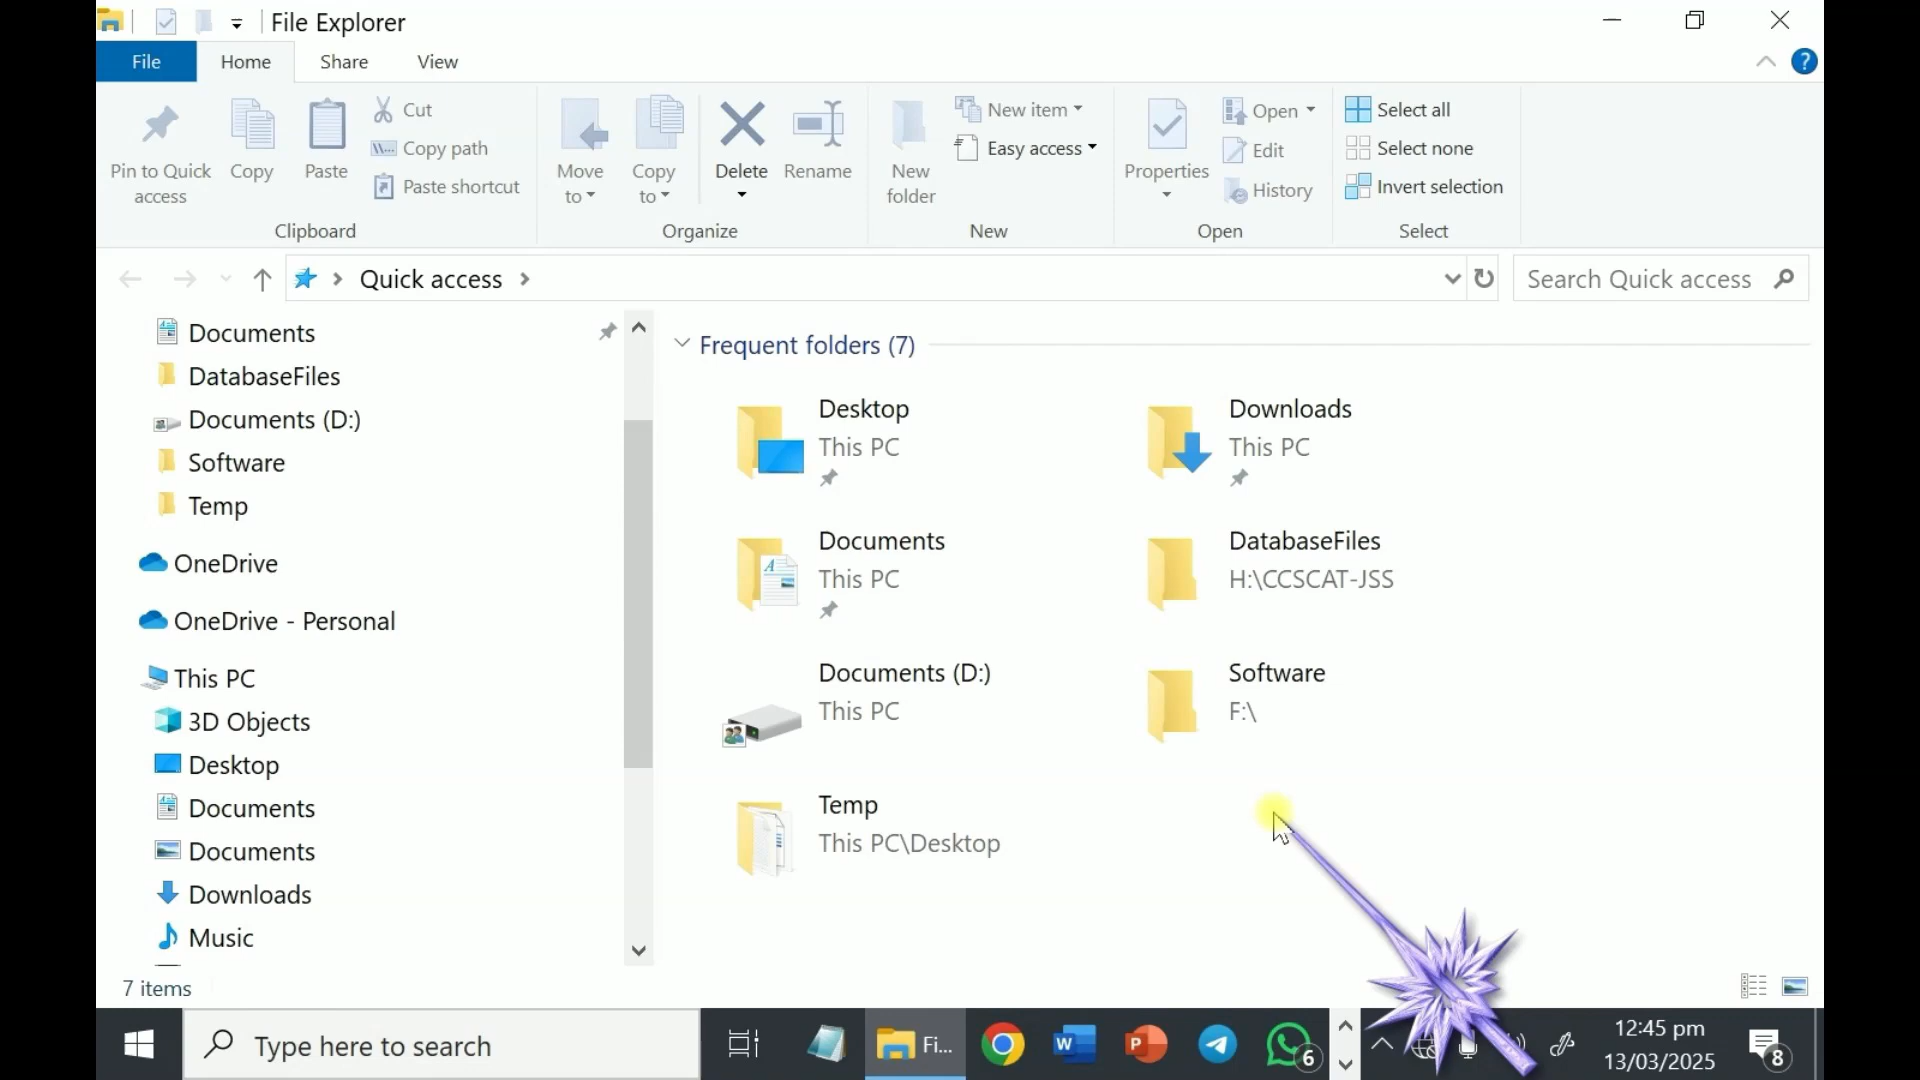 File Explorer
File
Home
Share
View
?
Pin to Quick access
Copy
Paste
Cut
Copy path
Paste shortcut
Clipboard
Move to
Copy to
Delete
Rename
Organize
New folder
New item
Easy access
New
Properties
Open
Edit
History
Open
Select all
Select none
Invert selection
Select
Quick access
Search Quick access
Documents
DatabaseFiles
Documents (D:)
Software
Temp
OneDrive
OneDrive - Personal
This PC
3D Objects
Desktop
Documents
Documents
Downloads
Music
Frequent folders (7)
Desktop
This PC
Downloads
This PC
Documents
This PC
DatabaseFiles
H:\CCSCAT-JSS
Documents (D:)
This PC
Software
F:\
Temp
This PC\Desktop
7 items
Type here to search
Fi...
W
P
6
12:45 pm
13/03/2025
8